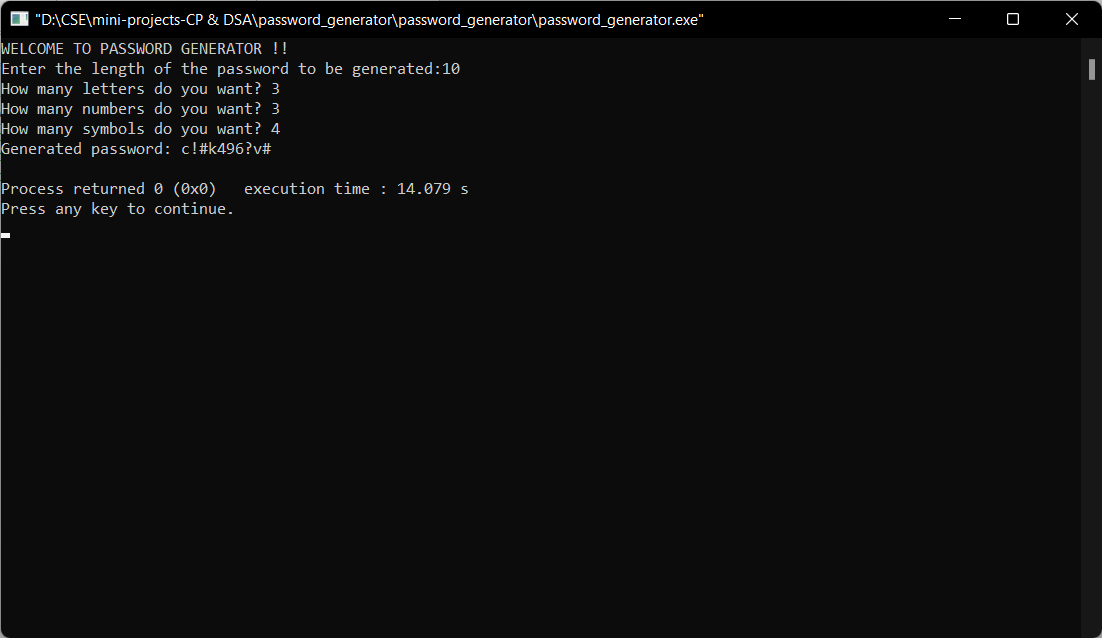 "D:\CSE\mini-projects-CP & DSA\password_generator\password_generator\password_generator.exe"
WELCOME TO PASSWORD GENERATOR !!
Enter the length of the password to be generated:10
How many letters do you want? 3
How many numbers do you want? 3
How many symbols do you want? 4
Generated password: c!#k496?v#
Process returned 0 (0x0)   execution time : 14.079 s
Press any key to continue.